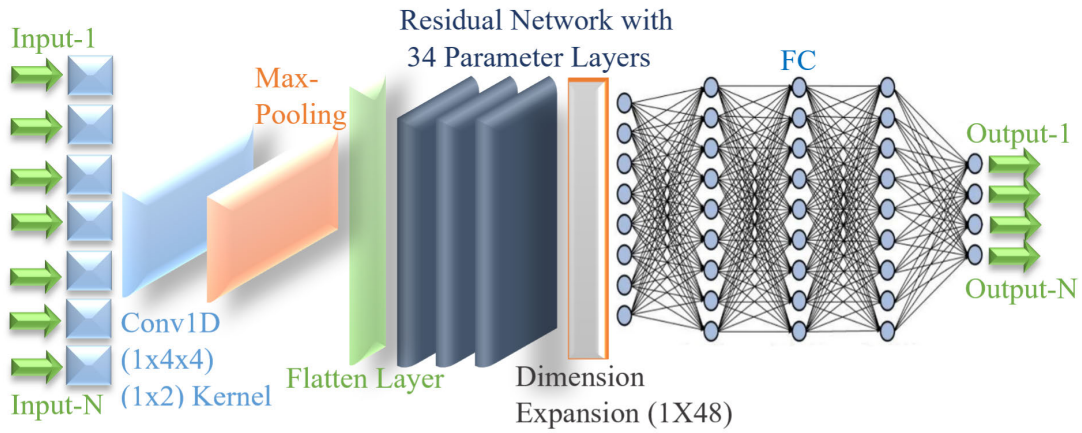 Input-1
Input-N
Conv1D
(1x4x4)
(1x2) Kernel
Max-
Pooling
Flatten Layer
Residual Network with
34 Parameter Layers
Dimension
Expansion (1X48)
FC
Output-1
Output-N